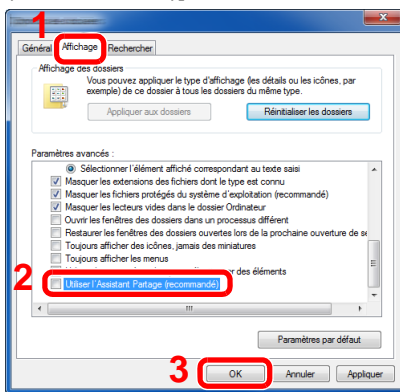 1
Général Affichage Rechercher
Affichage des dossiers
Vous pouvez appliquer le type d'affichage (les détails ou les icônes, par
exemple) de ce dossier à tous les dossiers du même type.
Appliquer aux dossiers Réinitialiser les dossiers
Paramètres avancés :
Sélectionner l'élément affiché correspondant au texte saisi
Masquer les extensions des fichiers dont le type est connu
Masquer les fichiers protégés du système d'exploitation (recommandé)
Masquer les lecteurs vides dans le dossier Ordinateur
Ouvrir les fenêtres des dossiers dans un processus différent
Restaurer les fenêtres des dossiers ouvertes lors de la prochaine ouverture de se
Toujours afficher des icônes, jamais des miniatures
Toujours afficher les menus
des éléments
2 Utiliser l'Assistant Partage (recommandé)
Paramètres par défaut
3 OK Annuler Appliquer